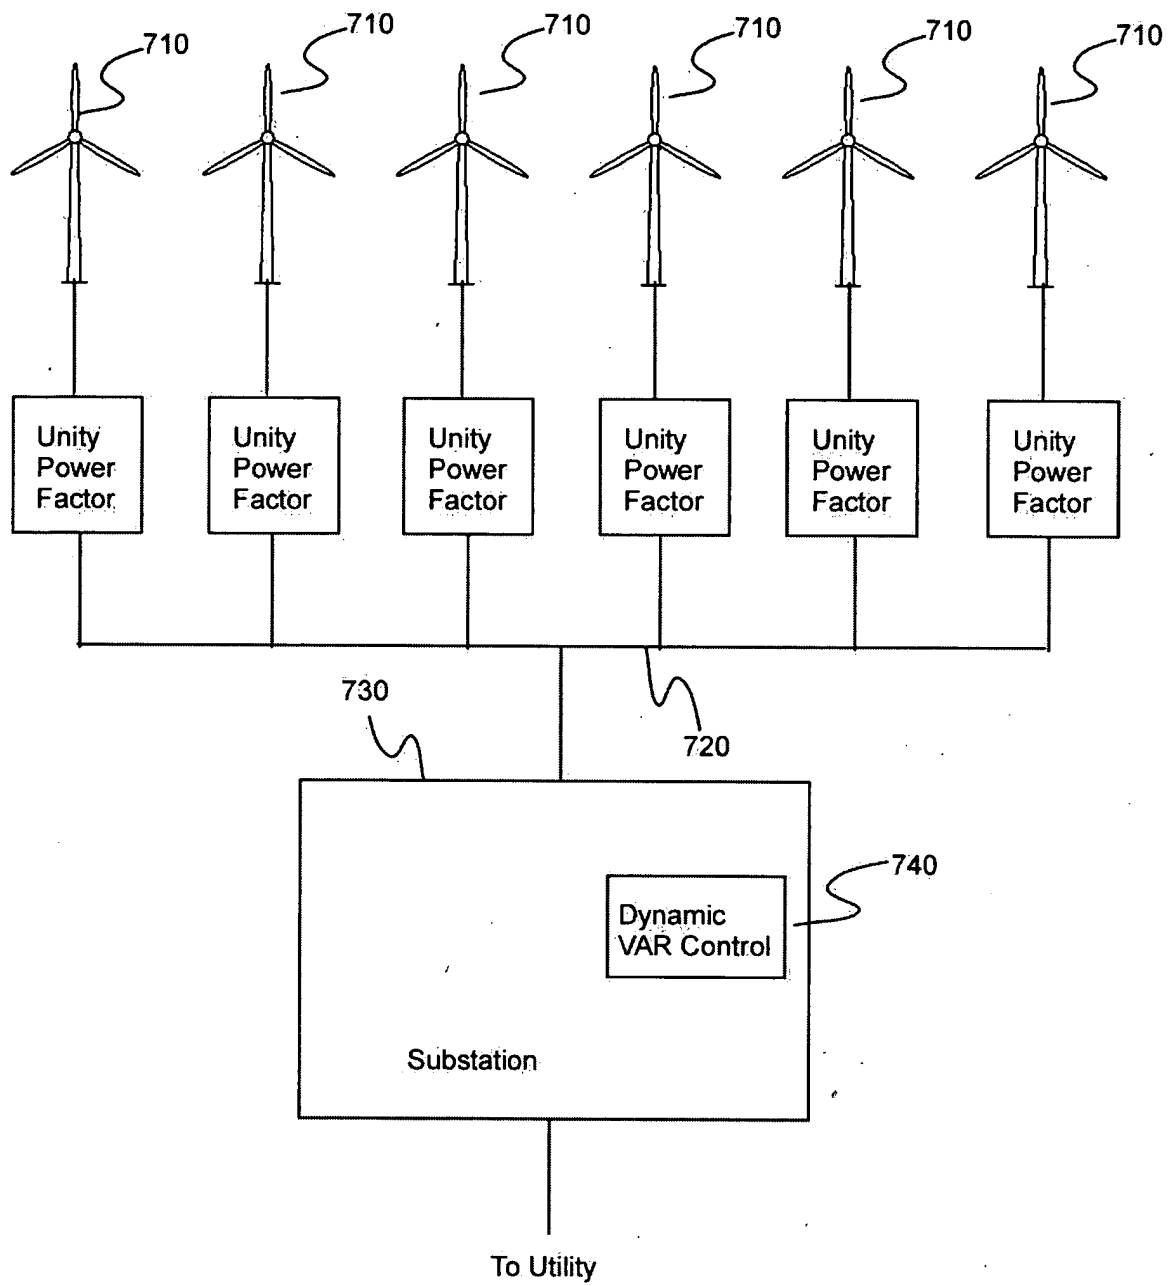 710
710
710
710
710
710
Unity
Power
Factor
Unity
Power
Factor
Unity
Power
Factor
Unity
Power
Factor
Unity
Power
Factor
Unity
Power
Factor
730
720
740
Dynamic
VAR Control
Substation
To Utility